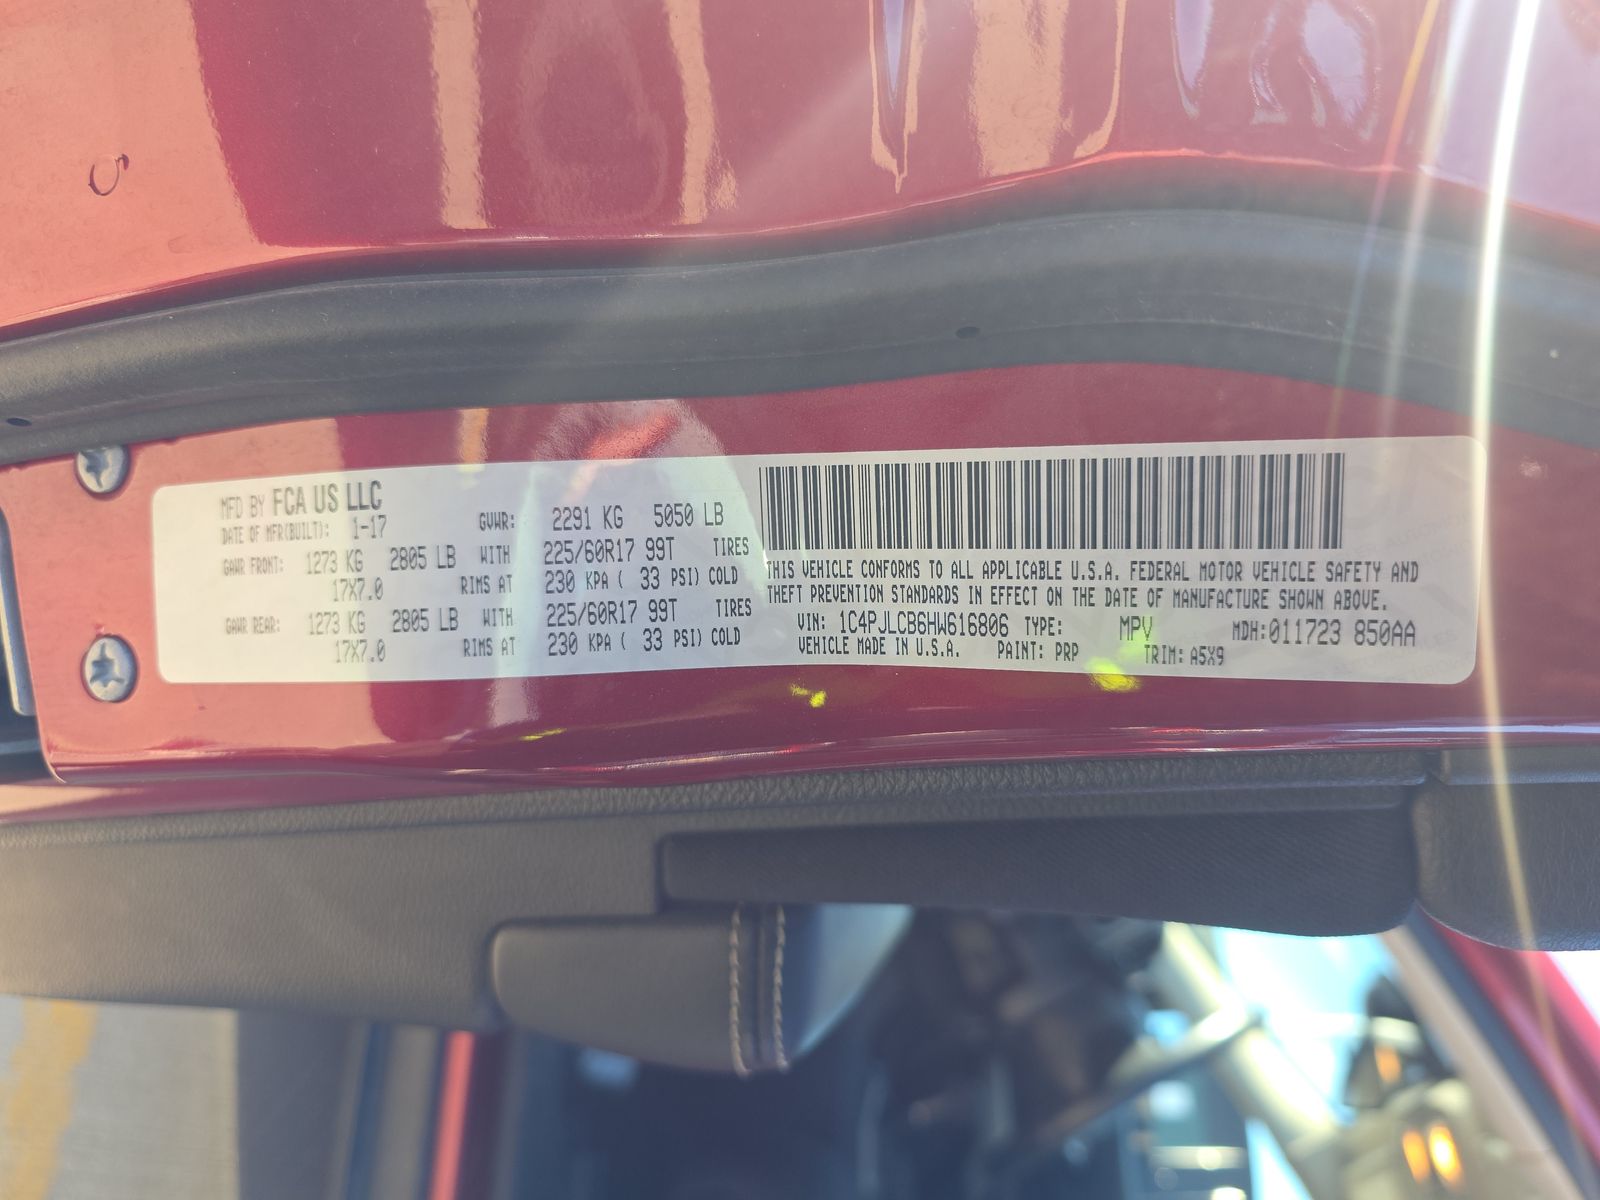 MFD BY FCA US LLC
DATE OF MFR(BUILT): 1-17
GVWR: 2291 KG 5050 LB
GAWR FRONT: 1273 KG 2805 LB WITH 225/60R17 99T TIRES
17X7.0 RIMS AT 230 KPA ( 33 PSI) COLD
GAWR REAR: 1273 KG 2805 LB WITH 225/60R17 99T TIRES
17X7.0 RIMS AT 230 KPA ( 33 PSI) COLD
THIS VEHICLE CONFORMS TO ALL APPLICABLE U.S.A. FEDERAL MOTOR VEHICLE SAFETY AND
THEFT PREVENTION STANDARDS IN EFFECT ON THE DATE OF MANUFACTURE SHOWN ABOVE.
VIN: 1C4PJLCB6HW616806 TYPE: MPV MDH:011723 850AA
VEHICLE MADE IN U.S.A. PAINT: PRP TRIM: A5X9